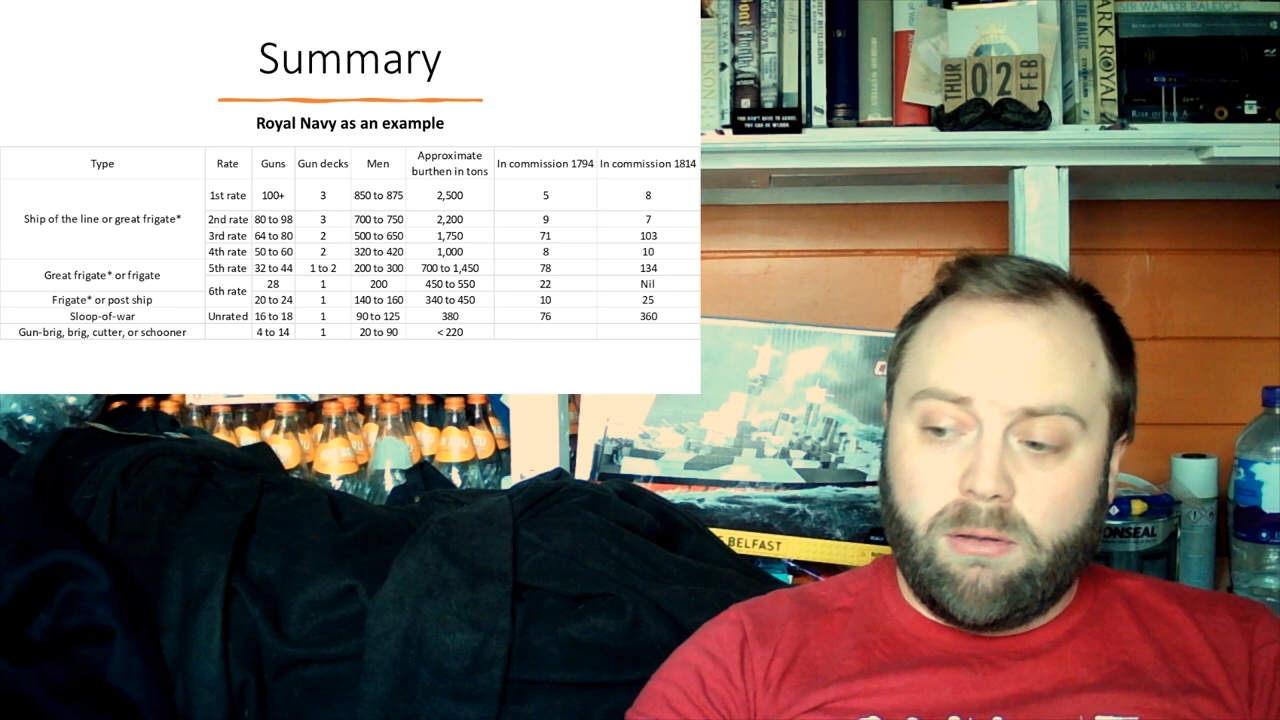 Summary
Royal Navy as an example
Type Rate Guns Gun decks Men Approximate burthen in tons In commission 1794 In commission 1814
Ship of the line or great frigate* 1st rate 100+ 3 850 to 875 2,500 5 8
2nd rate 80 to 98 3 700 to 750 2,200 9 7
3rd rate 64 to 80 2 500 to 650 1,750 71 103
4th rate 50 to 60 2 320 to 420 1,000 8 10
Great frigate* or frigate 5th rate 32 to 44 1 to 2 200 to 300 700 to 1,450 78 134
6th rate 28 1 200 450 to 550 22 Nil
Frigate* or post ship 20 to 24 1 140 to 160 340 to 450 10 25
Sloop-of-war Unrated 16 to 18 1 90 to 125 380 76 360
Gun-brig, brig, cutter, or schooner 4 to 14 1 20 to 90 < 220
SIR WALTER RALEIGH
ARK ROYAL
THE BALTIC
NELSON
THUR 02 FEB
BELFAST